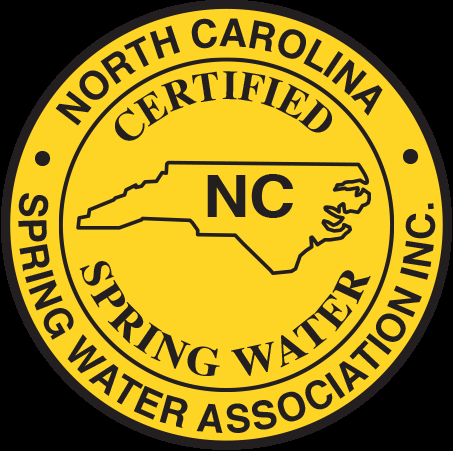 NORTH CAROLINA
CERTIFIED
NC
SPRING WATER
SPRING WATER ASSOCIATION INC.